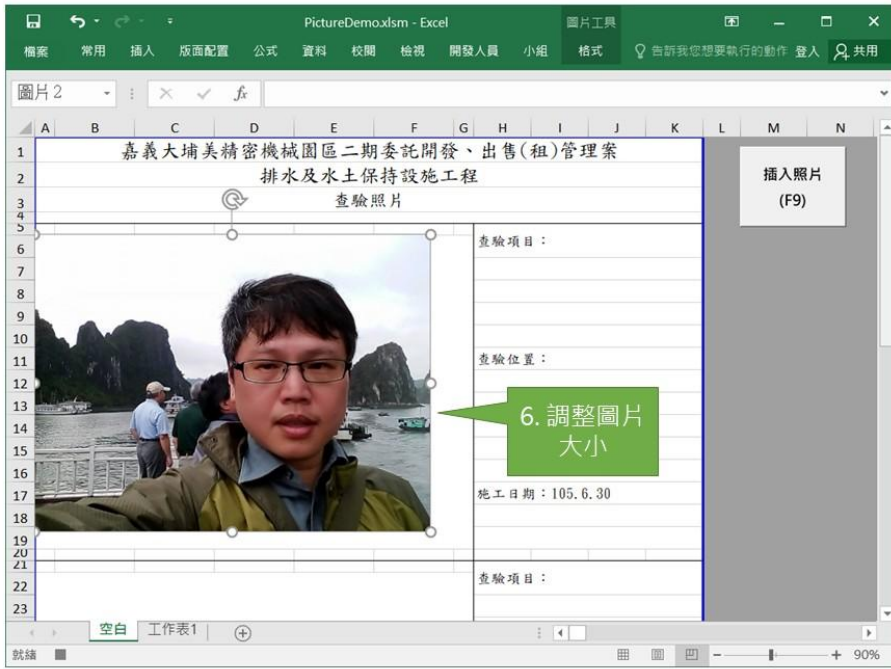 PictureDemo.xlsm - Excel
圖片工具
檔案 常用 插入 版面配置 公式 資料 校閱 檢視 開發人員 小組 格式 告訴我您想要執行的動作 登入 共用
圖片 2
fx
A B C D E F G H I J K L M N
1 嘉義大埔美精密機械園區二期委託開發、出售(租)管理案
2 排水及水土保持設施工程
3 查驗照片
4
5
6 查驗項目：
7
8
9
10
11 查驗位置：
12
13
14
15
16
17 施工日期：105.6.30
18
19
20
21
22 查驗項目：
23
插入照片
(F9)
6. 調整圖片
大小
空白 工作表1
就緒
90%